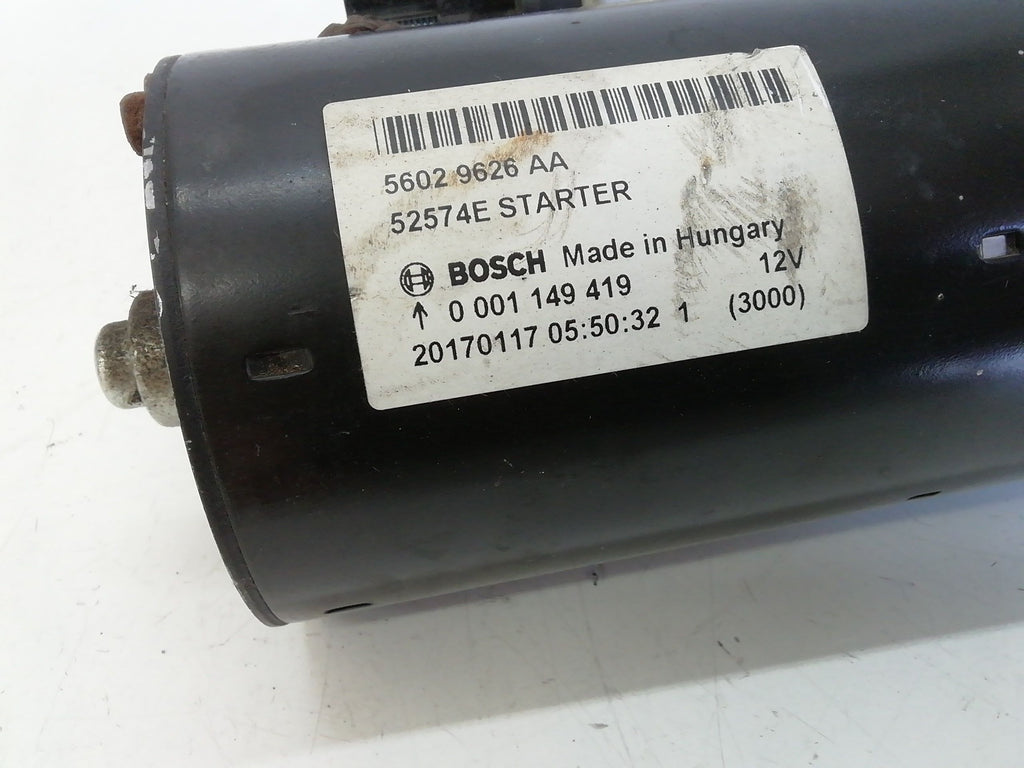 5602 9626 AA
52574E STARTER
BOSCH Made in Hungary
↑ 0 001 149 419 12V
20170117 05:50:32 1 (3000)